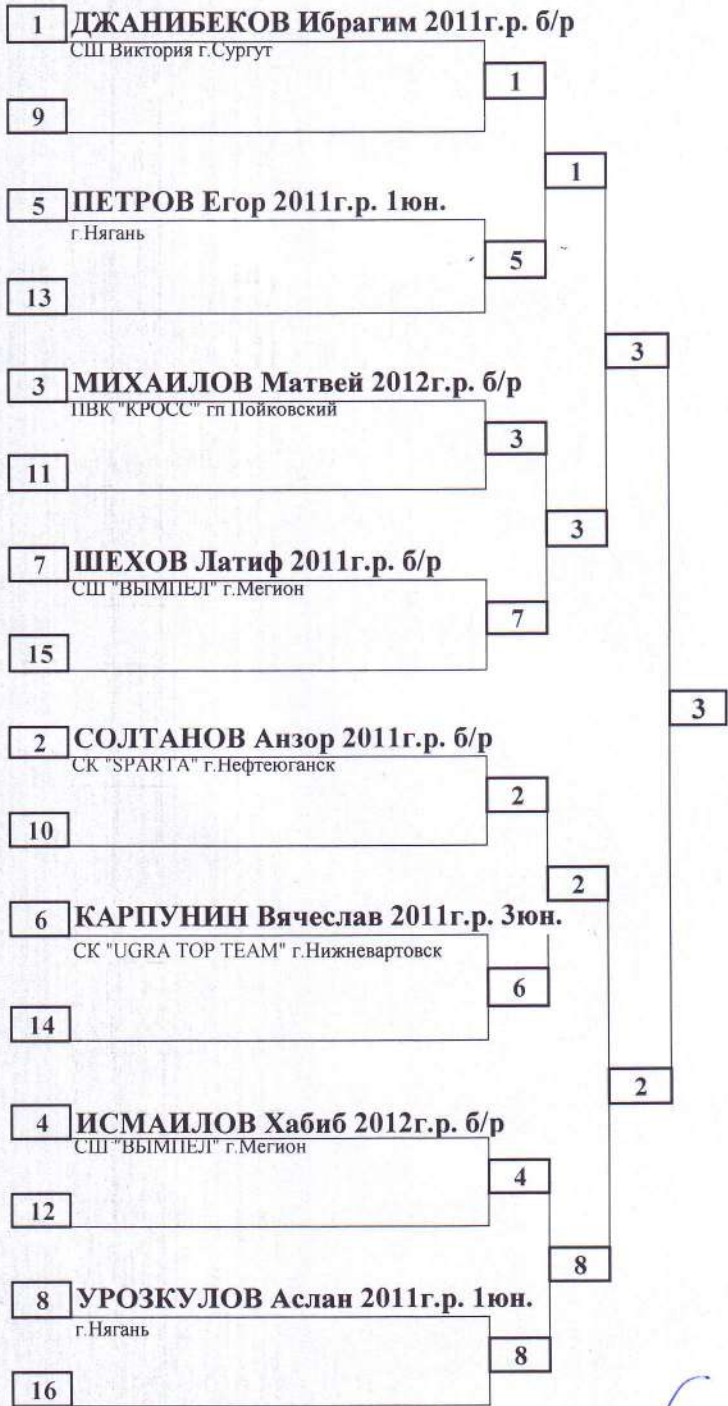 1 ДЖАНИБЕКОВ Ибрагим 2011г.р. б/р
СШ Виктория г.Сургут
1
9
1
5 ПЕТРОВ Егор 2011г.р. 1юн.
г.Нягань
5
13
3
3 МИХАЙЛОВ Матвей 2012г.р. б/р
ПВК "КРОСС" гп Пойковский
3
11
3
7 ШЕХОВ Латиф 2011г.р. б/р
СШ "ВЫМПЕЛ" г.Мегион
7
15
3
2 СОЛТАНОВ Анзор 2011г.р. б/р
СК "SPARTA" г.Нефтеюганск
2
10
2
6 КАРПУНИН Вячеслав 2011г.р. 3юн.
СК "UGRA TOP TEAM" г.Нижневартовск
6
14
2
4 ИСМАИЛОВ Хабиб 2012г.р. б/р
СШ "ВЫМПЕЛ" г.Мегион
4
12
8
8 УРОЗКУЛОВ Аслан 2011г.р. 1юн.
г.Нягань
8
16